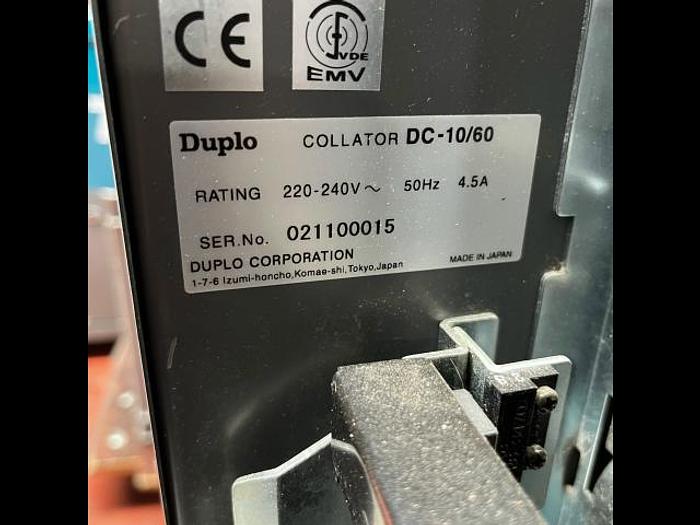 CE
VDE
EMV
Duplo COLLATOR DC-10/60
RATING 220-240V～ 50Hz 4.5A
SER.No. 021100015
DUPLO CORPORATION MADE IN JAPAN
1-7-6 Izumi-honcho,Komae-shi,Tokyo,Japan